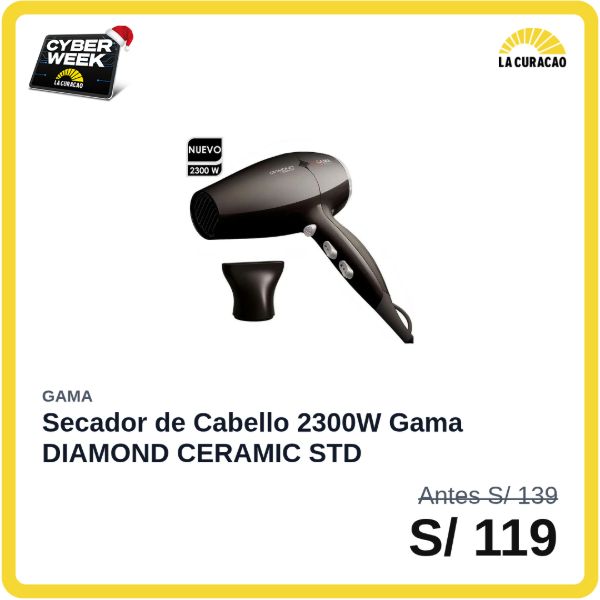 CYBER
WEEK
LA CURACAO
LA CURACAO
NUEVO
2300 W
GAMA
Secador de Cabello 2300W Gama
DIAMOND CERAMIC STD
Antes S/ 139
S/ 119